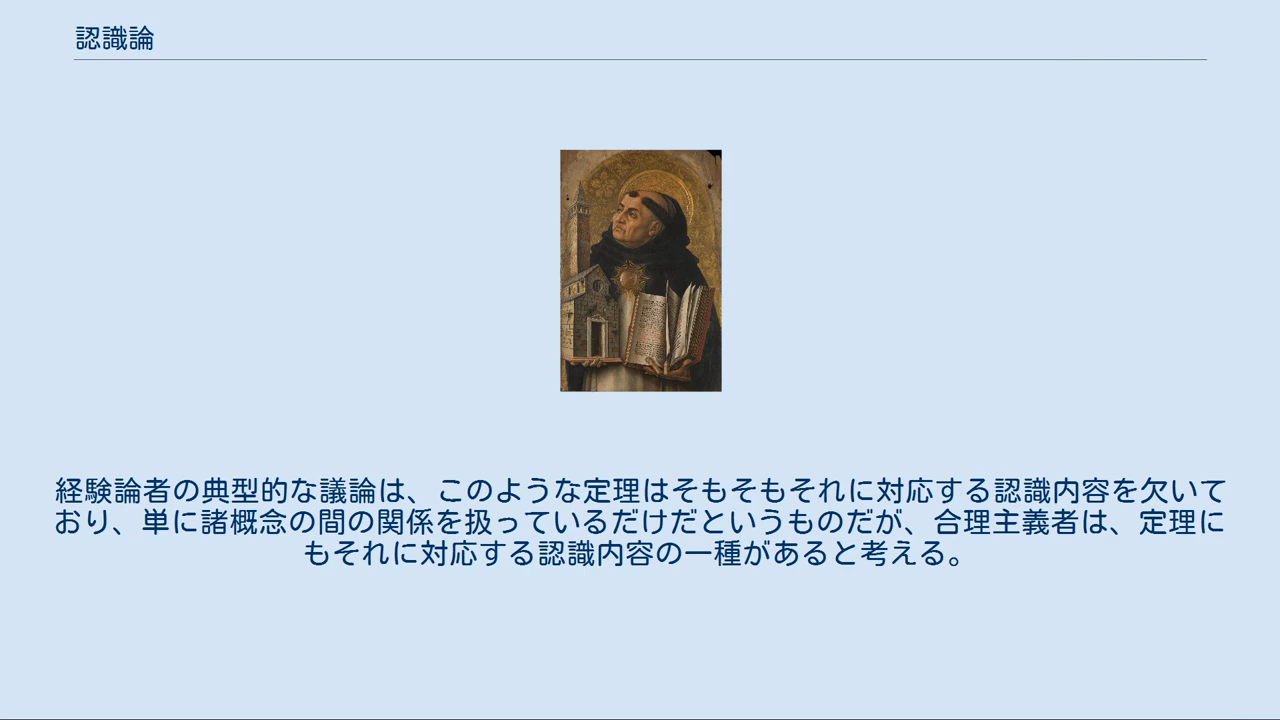 認識論
経験論者の典型的な議論は、このような定理はそもそもそれに対応する認識内容を欠いて
おり、単に諸概念の間の関係を扱っているだけだというものだが、合理主義者は、定理に
もそれに対応する認識内容の一種があると考える。